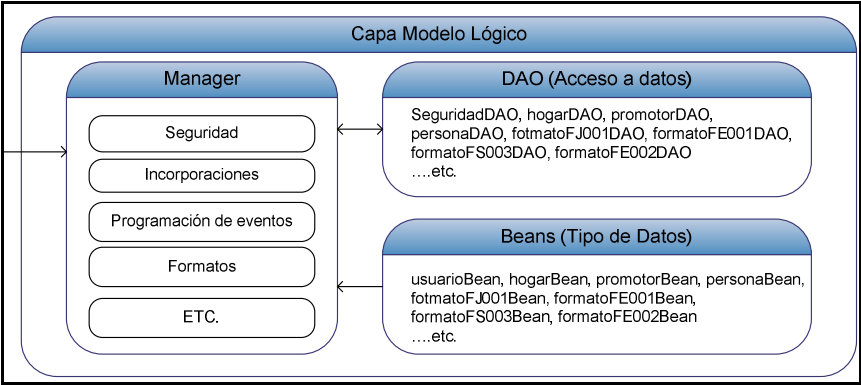 Capa Modelo Lógico
Manager
Seguridad
Incorporaciones
Programación de eventos
Formatos
ETC.
DAO (Acceso a datos)
SeguridadDAO, hogarDAO, promotorDAO,
personaDAO, fotmatoFJ001DAO, formatoFE001DAO,
formatoFS003DAO, formatoFE002DAO
….etc.
Beans (Tipo de Datos)
usuarioBean, hogarBean, promotorBean, personaBean,
fotmatoFJ001Bean, formatoFE001Bean,
formatoFS003Bean, formatoFE002Bean
….etc.